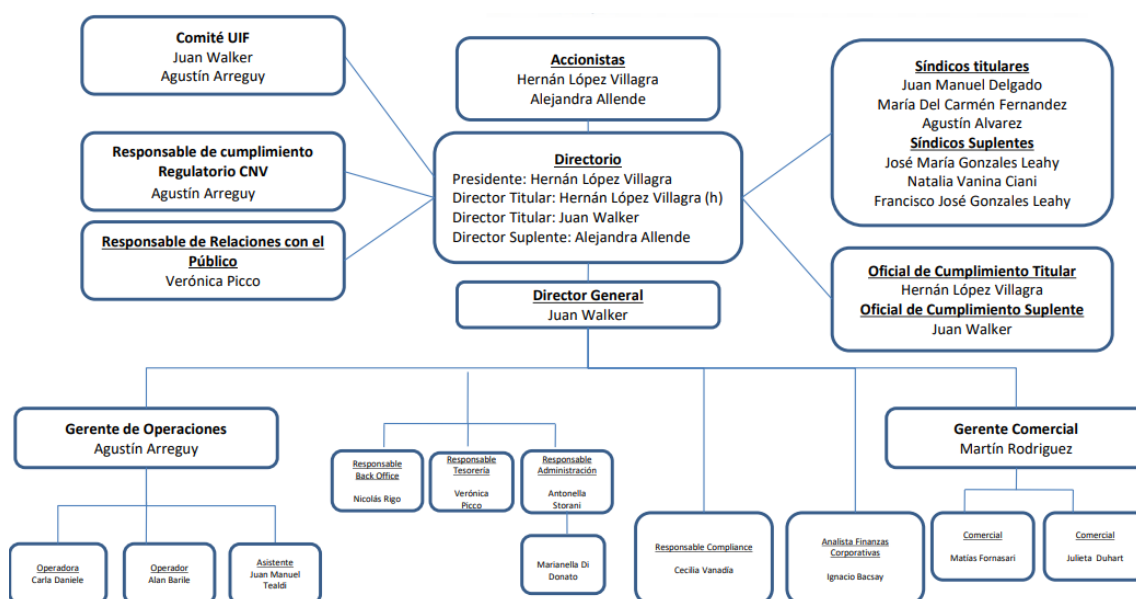 Comité UIF
Juan Walker
Agustín Arreguy
Accionistas
Hernán López Villagra
Alejandra Allende
Síndicos titulares
Juan Manuel Delgado
María Del Carmén Fernandez
Agustín Alvarez
Síndicos Suplentes
José María Gonzales Leahy
Natalia Vanina Ciani
Francisco José Gonzales Leahy
Responsable de cumplimiento
Regulatorio CNV
Agustín Arreguy
Directorio
Presidente: Hernán López Villagra
Director Titular: Hernán López Villagra (h)
Director Titular: Juan Walker
Director Suplente: Alejandra Allende
Responsable de Relaciones con el
Público
Verónica Picco
Oficial de Cumplimiento Titular
Hernán López Villagra
Oficial de Cumplimiento Suplente
Juan Walker
Director General
Juan Walker
Gerente de Operaciones
Agustín Arreguy
Gerente Comercial
Martín Rodriguez
Responsable
Back Office
Nicolás Rigo
Responsable
Tesorería
Verónica
Picco
Responsable
Administración
Antonella
Storani
Operadora
Carla Daniele
Operador
Alan Barile
Asistente
Juan Manuel
Tealdi
Marianella Di
Donato
Responsable Compliance
Cecilia Vanadía
Analista Finanzas
Corporativas
Ignacio Bacsay
Comercial
Matías Fornasari
Comercial
Julieta Duhart